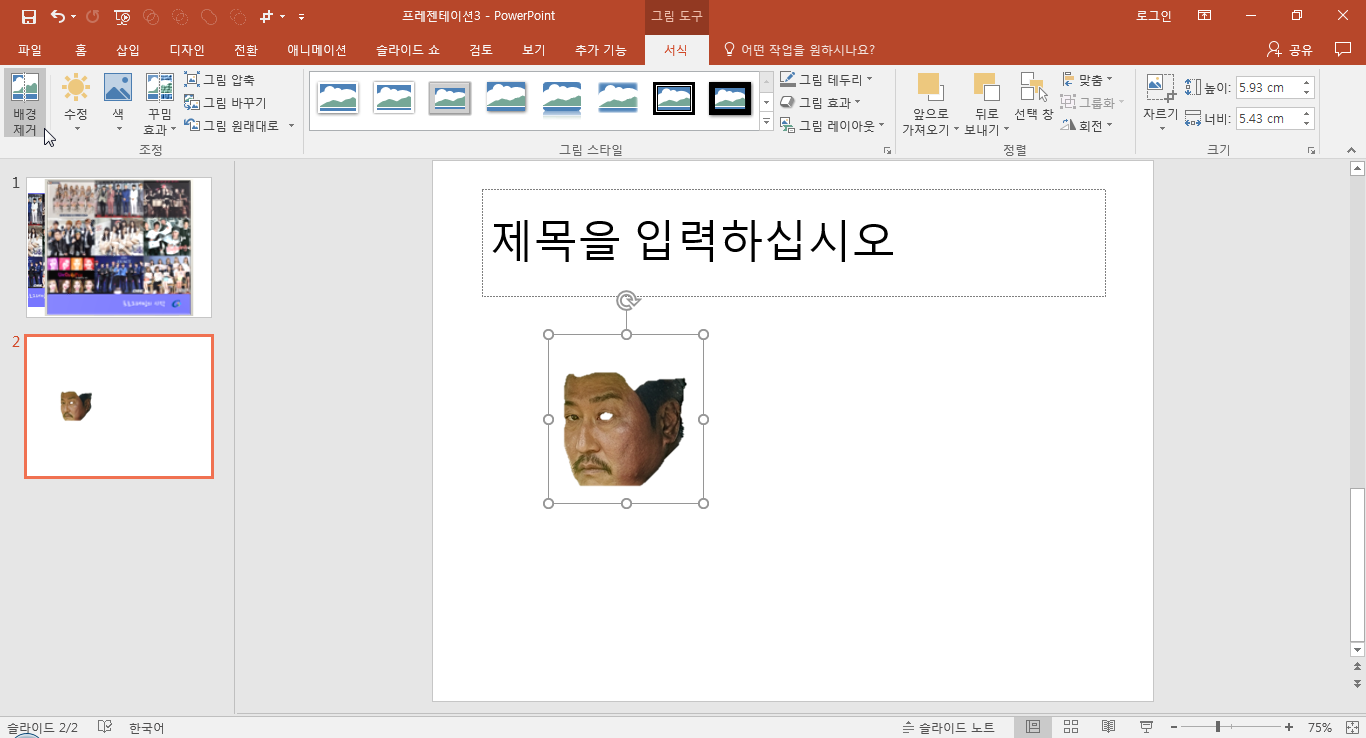 프레젠테이션3 - PowerPoint
그림 도구
로그인
파일 홈 삽입 디자인 전환 애니메이션 슬라이드 쇼 검토 보기 추가 기능 서식 어떤 작업을 원하시나요? 공유
배경
제거
수정
색
꾸밈
효과
그림 압축
그림 바꾸기
그림 원래대로
조정
그림 스타일
그림 테두리
그림 효과
그림 레이아웃
앞으로
가져오기
뒤로
보내기
선택 창
맞춤
그룹화
회전
정렬
자르기
높이: 5.93 cm
너비: 5.43 cm
크기
1
2
제목을 입력하십시오
슬라이드 2/2 한국어 슬라이드 노트 75%